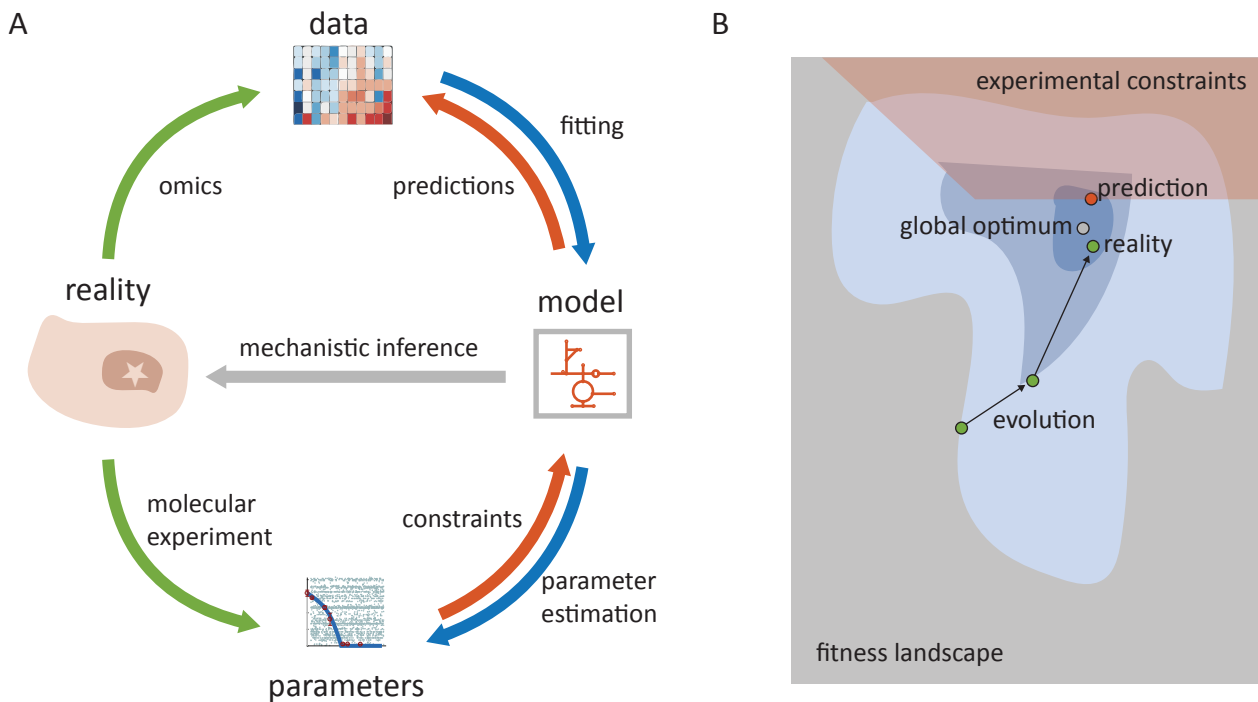 A
data
fitting
predictions
omics
reality
model
mechanistic inference
molecular
experiment
constraints
parameter
estimation
parameters
B
experimental constraints
prediction
global optimum
reality
evolution
fitness landscape